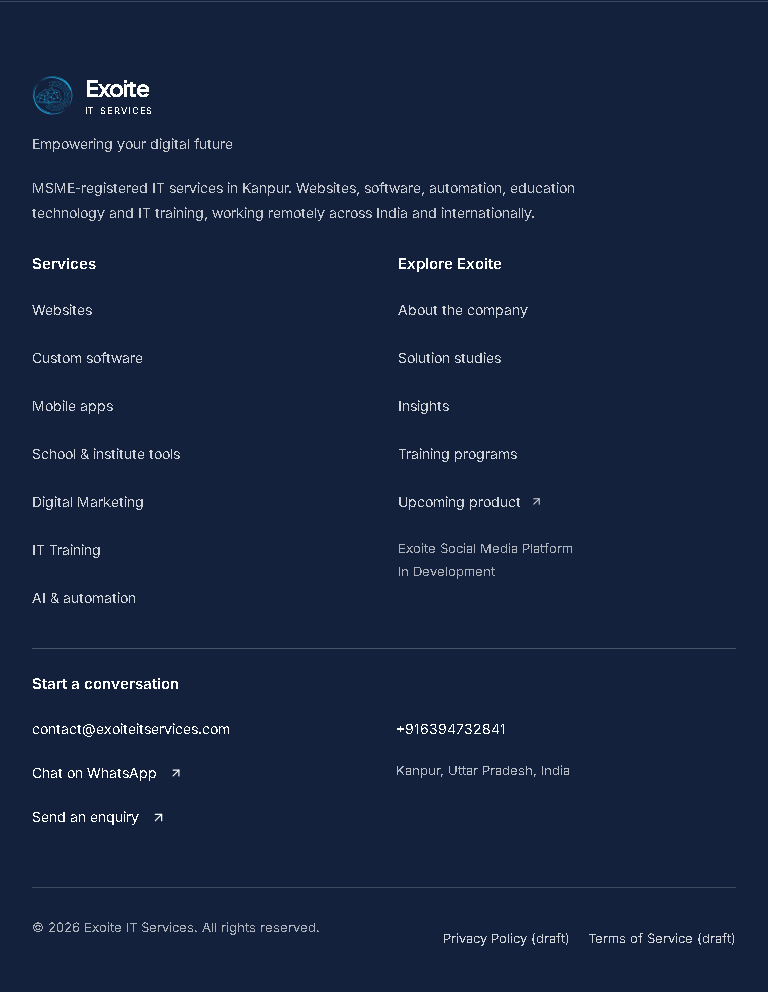 Exoite
IT SERVICES
Empowering your digital future
MSME-registered IT services in Kanpur. Websites, software, automation, education
technology and IT training, working remotely across India and internationally.
Services
Websites
Custom software
Mobile apps
School & institute tools
Digital Marketing
IT Training
AI & automation
Explore Exoite
About the company
Solution studies
Insights
Training programs
Upcoming product ↗
Exoite Social Media Platform
In Development
Start a conversation
contact@exoiteitservices.com
Chat on WhatsApp ↗
Send an enquiry ↗
+916394732841
Kanpur, Uttar Pradesh, India
© 2026 Exoite IT Services. All rights reserved.
Privacy Policy (draft) Terms of Service (draft)